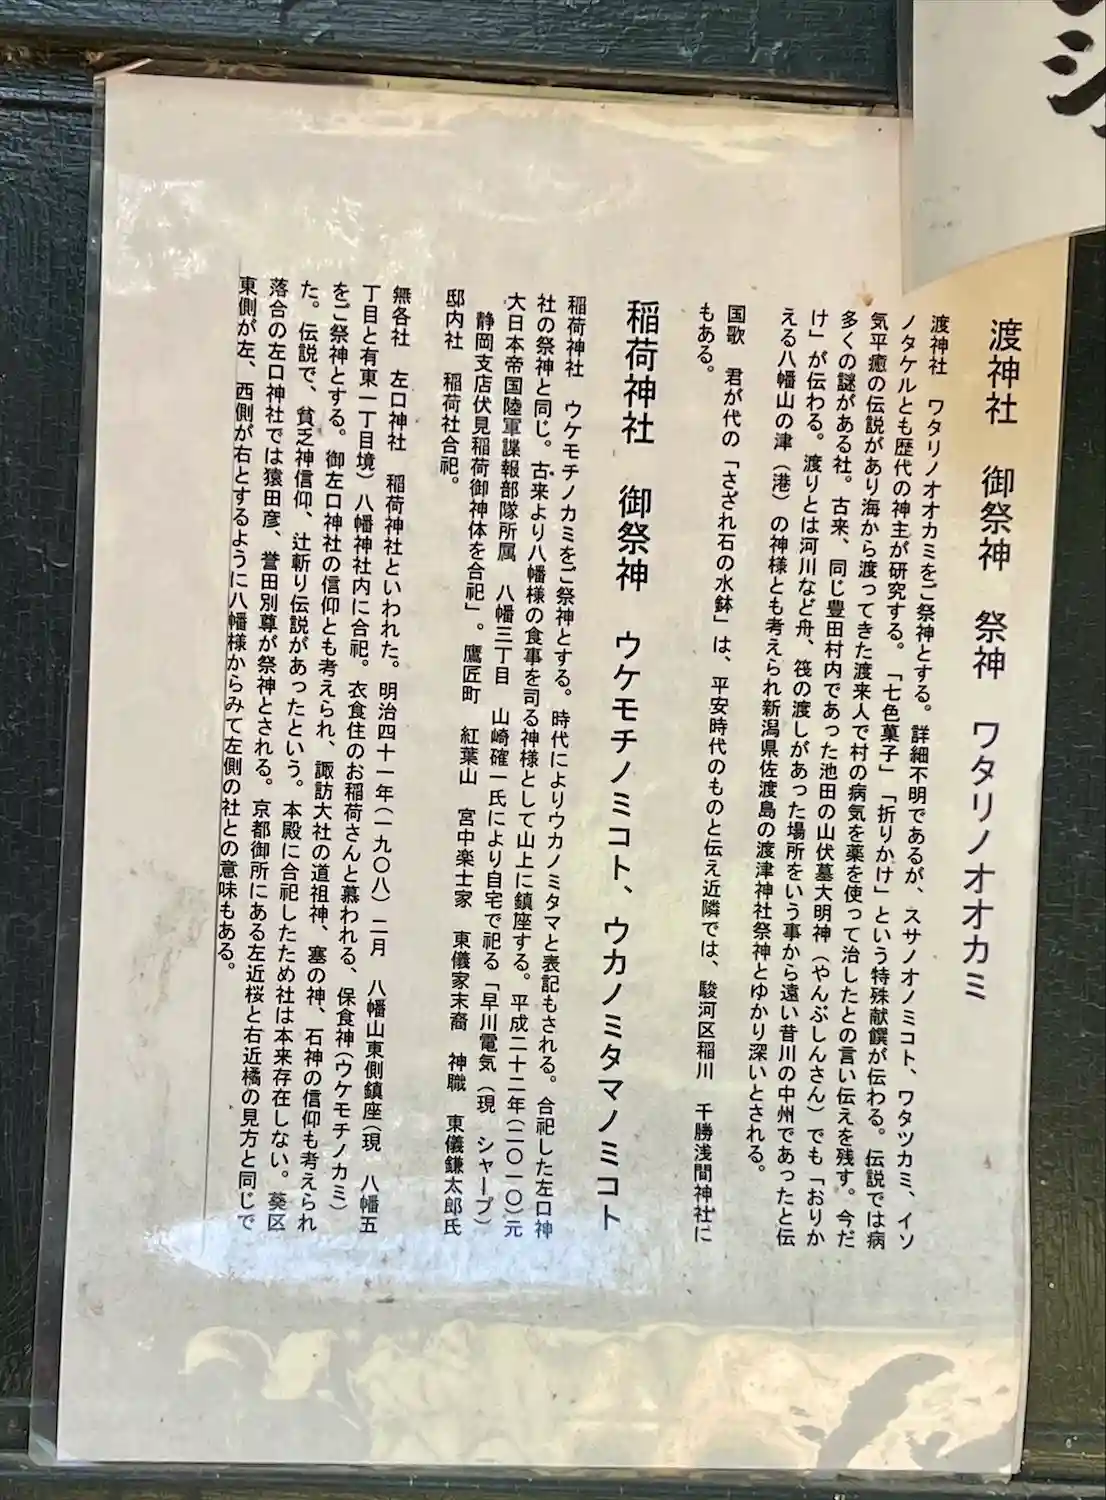 渡神社　御祭神　祭神　ワタリノオオカミ
渡神社　ワタリノオオカミをご祭神とする。詳細不明であるが、スサノオノミコト、ワタツカミ、イソ
ノタケルとも歴代の神主が研究する。「七色菓子」「折りかけ」という特殊献饌が伝わる。伝説では病
気平癒の伝説があり海から渡ってきた渡来人で村の病気を薬を使って治したとの言い伝えを残す。今だ
多くの謎がある社。古来、同じ豊田村内であった池田の山伏墓大明神（やんぶしんさん）でも「おりか
け」が伝わる。渡りとは河川など舟、筏の渡しがあった場所をいう事から遠い昔川の中州であったと伝
える八幡山の津（港）の神様とも考えられ新潟県佐渡島の渡津神社祭神とゆかり深いとされる。
国歌　君が代の「さざれ石の水鉢」は、平安時代のものと伝え近隣では、駿河区稲川　千勝浅間神社に
もある。
稲荷神社　御祭神　ウケモチノミコト、ウカノミタマノミコト
稲荷神社　ウケモチノカミをご祭神とする。時代によりウカノミタマと表記もされる。合祀した左口神
社の祭神と同じ。古来より八幡様の食事を司る神様として山上に鎮座する。平成二十二年(二〇一〇)元
大日本帝国陸軍諜報部隊所属　八幡三丁目　山崎確一氏により自宅で祀る「早川電気（現　シャープ）
静岡支店伏見稲荷御神体を合祀」。鷹匠町　紅葉山　宮中楽士家　東儀家末裔　神職　東儀鎌太郎氏
邸内社　稲荷社合祀。
無各社　左口神社　稲荷神社といわれた。明治四十一年(一九〇八)二月　八幡山東側鎮座(現　八幡五
丁目と有東一丁目境)八幡神社内に合祀。衣食住のお稲荷さんと慕われる、保食神(ウケモチノカミ)
をご祭神とする。御左口神社の信仰とも考えられ、諏訪大社の道祖神、塞の神、石神の信仰も考えられ
た。伝説で、貧乏神信仰、辻斬り伝説があったという。本殿に合祀したため社は本来存在しない。葵区
落合の左口神社では猿田彦、誉田別尊が祭神とされる。京都御所にある左近桜と右近橘の見方と同じで
東側が左、西側が右とするように八幡様からみて左側の社との意味もある。